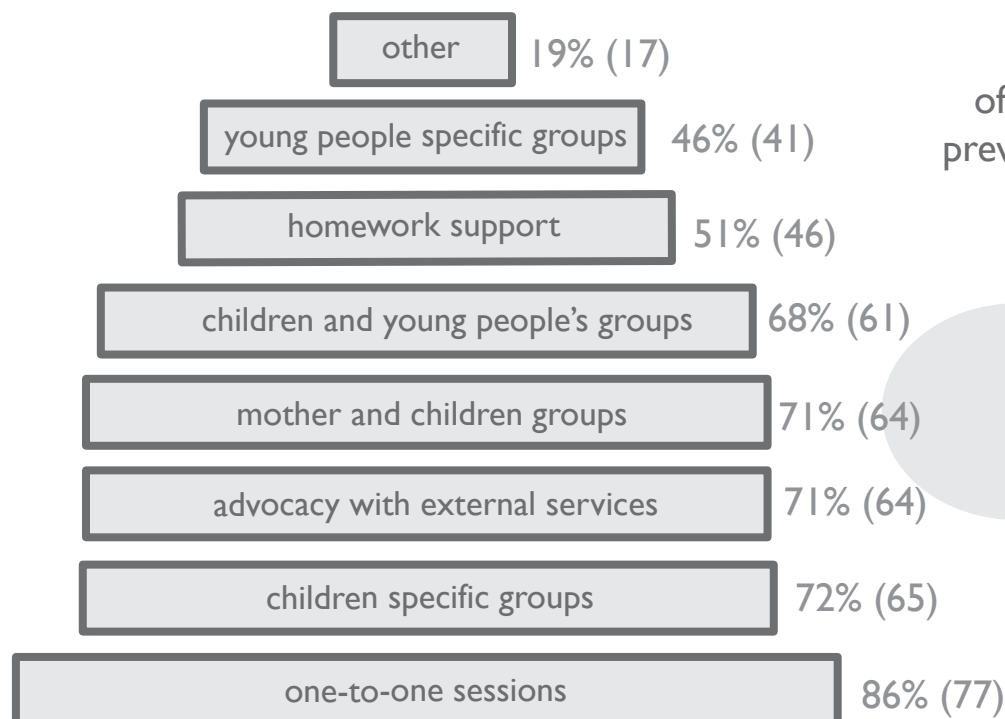 other 19% (17)
young people specific groups 46% (41)
homework support 51% (46)
children and young people's groups 68% (61)
mother and children groups 71% (64)
advocacy with external services 71% (64)
children specific groups 72% (65)
one-to-one sessions 86% (77)
of
prev